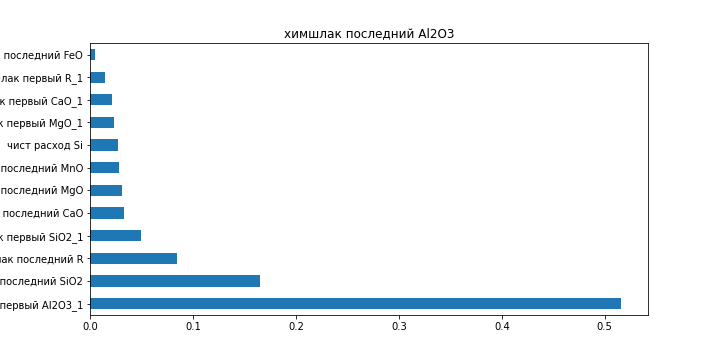 химшлак последний Al2O3
последний FeO
лак первый R_1
к первый CaO_1
к первый MgO_1
чист расход Si
последний MnO
последний MgO
последний CaO
к первый SiO2_1
лак последний R
последний SiO2
первый Al2O3_1
0.0 0.1 0.2 0.3 0.4 0.5